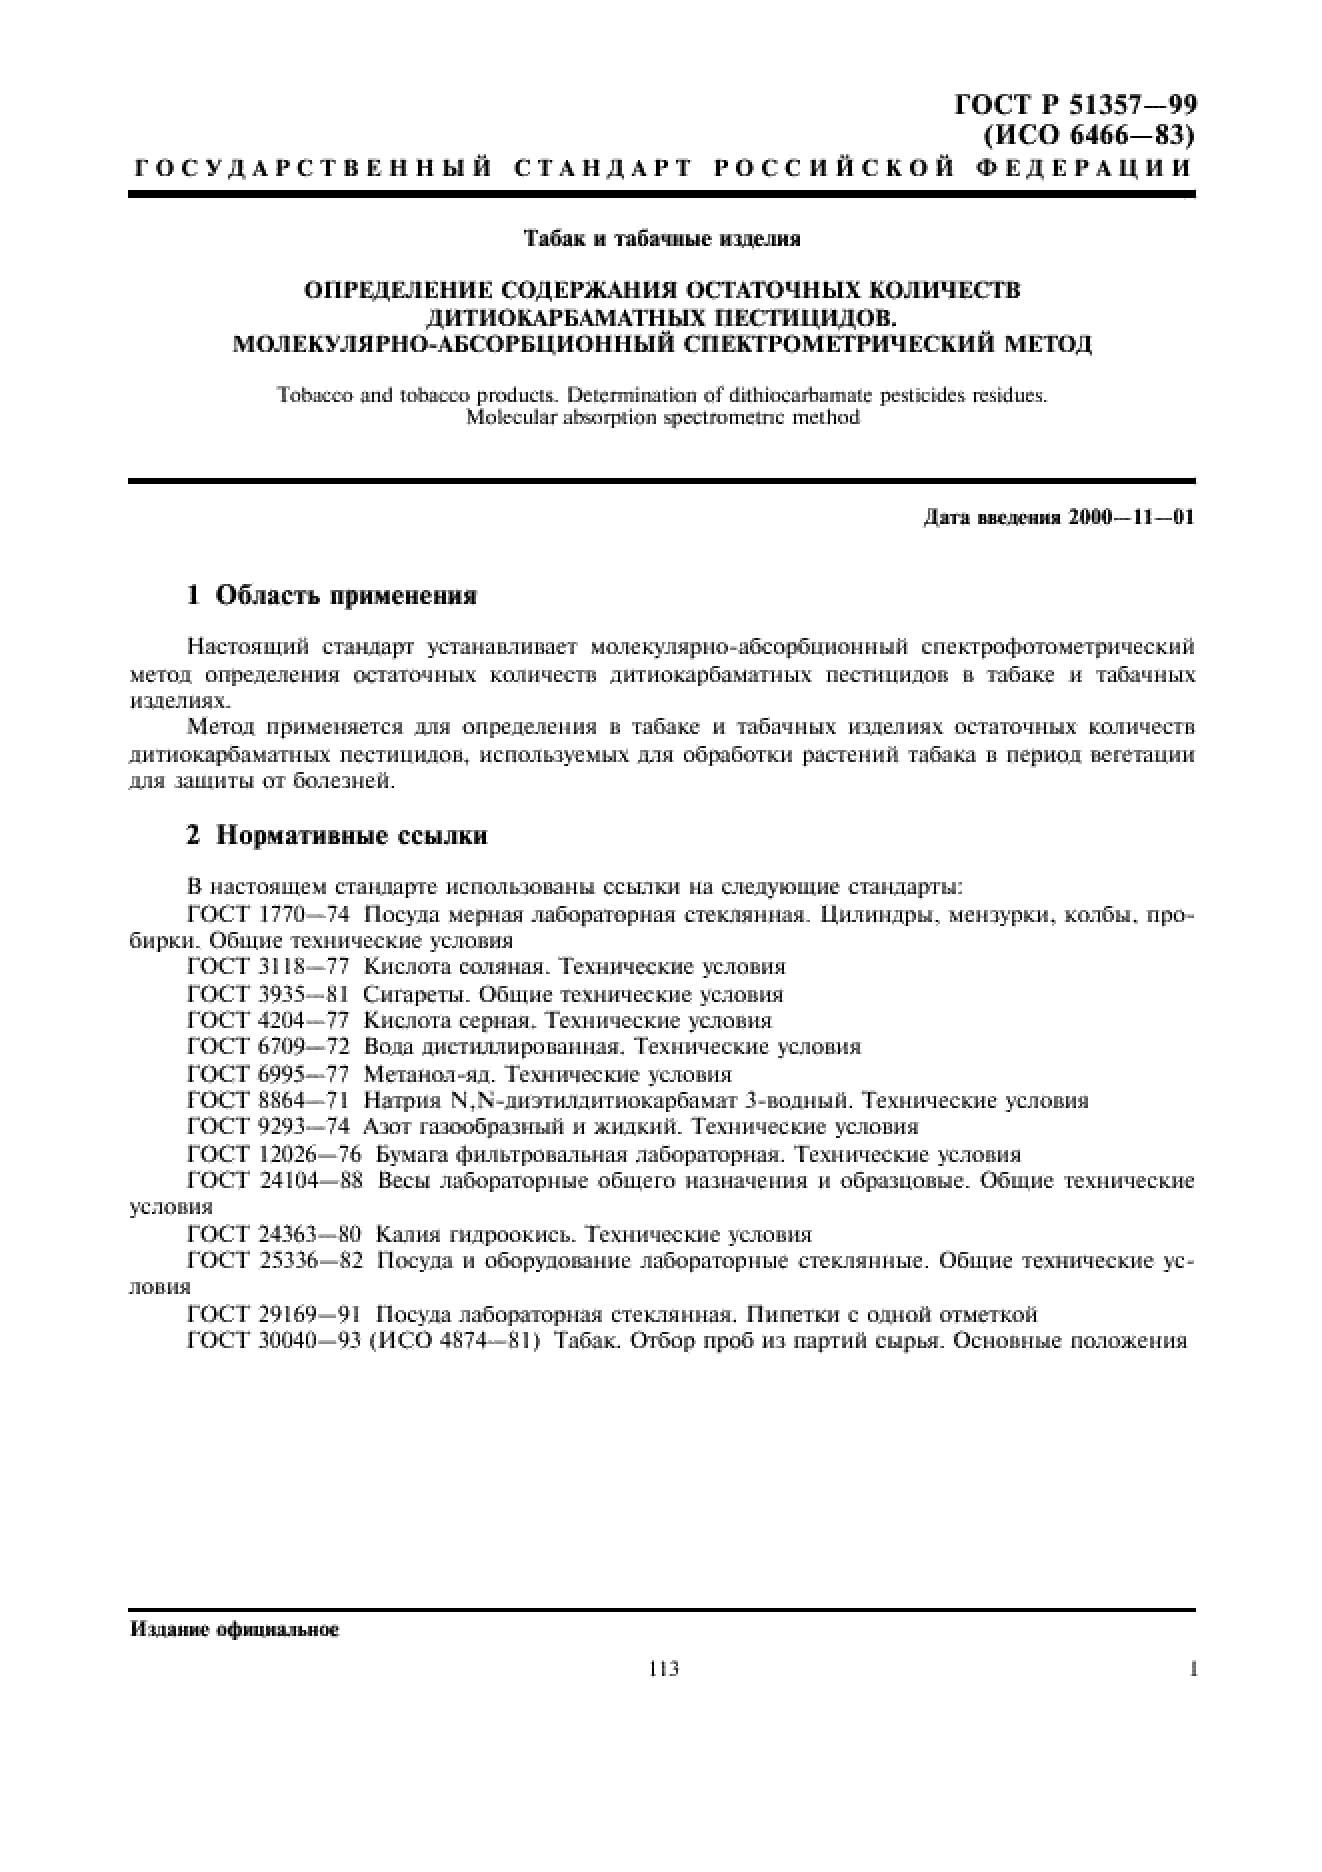 ГОСТ Р 51357—99
(ИСО 6466—83)
ГОСУДАРСТВЕННЫЙ СТАНДАРТ РОССИЙСКОЙ ФЕДЕРАЦИИ
Табак и табачные изделия
ОПРЕДЕЛЕНИЕ СОДЕРЖАНИЯ ОСТАТОЧНЫХ КОЛИЧЕСТВ
ДИТИОКАРБАМАТНЫХ ПЕСТИЦИДОВ.
МОЛЕКУЛЯРНО-АБСОРБЦИОННЫЙ СПЕКТРОМЕТРИЧЕСКИЙ МЕТОД
Tobacco and tobacco products. Determination of dithiocarbamate pesticides residues.
Molecular absorption spectrometric method
Дата введения 2000—11—01
1 Область применения
Настоящий стандарт устанавливает молекулярно-абсорбционный спектрофотометрический
метод определения остаточных количеств дитиокарбаматных пестицидов в табаке и табачных
изделиях.
Метод применяется для определения в табаке и табачных изделиях остаточных количеств
дитиокарбаматных пестицидов, используемых для обработки растений табака в период вегетации
для защиты от болезней.
2 Нормативные ссылки
В настоящем стандарте использованы ссылки на следующие стандарты:
ГОСТ 1770—74 Посуда мерная лабораторная стеклянная. Цилиндры, мензурки, колбы, про-
бирки. Общие технические условия
ГОСТ 3118—77 Кислота соляная. Технические условия
ГОСТ 3935—81 Сигареты. Общие технические условия
ГОСТ 4204—77 Кислота серная. Технические условия
ГОСТ 6709—72 Вода дистиллированная. Технические условия
ГОСТ 6995—77 Метанол-яд. Технические условия
ГОСТ 8864—71 Натрия N,N-диэтилдитиокарбамат 3-водный. Технические условия
ГОСТ 9293—74 Азот газообразный и жидкий. Технические условия
ГОСТ 12026—76 Бумага фильтровальная лабораторная. Технические условия
ГОСТ 24104—88 Весы лабораторные общего назначения и образцовые. Общие технические
условия
ГОСТ 24363—80 Калия гидроокись. Технические условия
ГОСТ 25336—82 Посуда и оборудование лабораторные стеклянные. Общие технические ус-
ловия
ГОСТ 29169—91 Посуда лабораторная стеклянная. Пипетки с одной отметкой
ГОСТ 30040—93 (ИСО 4874—81) Табак. Отбор проб из партий сырья. Основные положения
Издание официальное
113 1